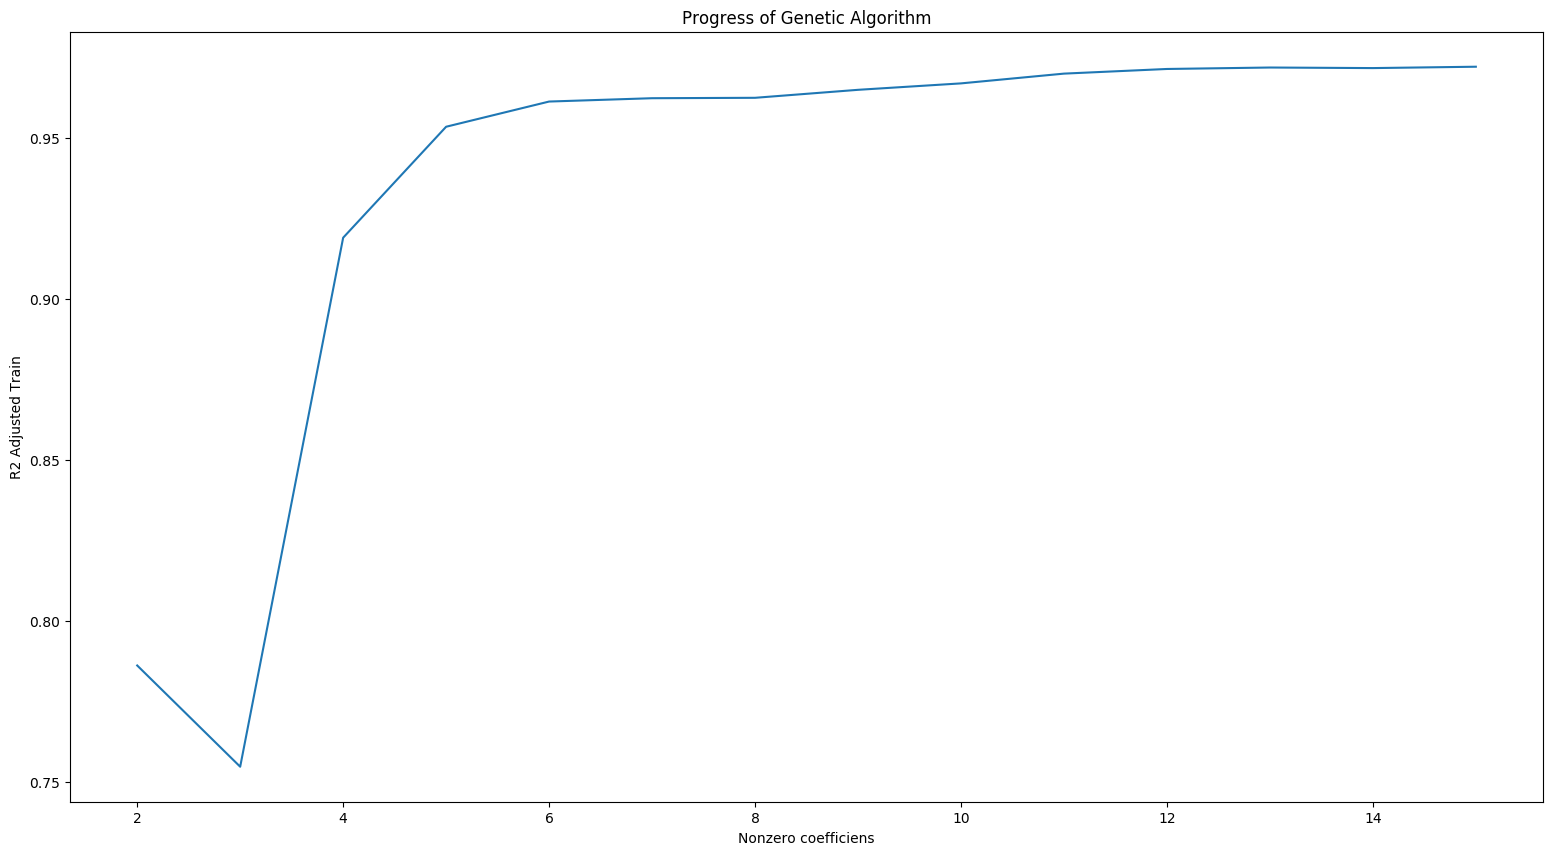 Progress of Genetic Algorithm
R2 Adjusted Train
0.95
0.90
0.85
0.80
0.75
2 4 6 8 10 12 14
Nonzero coefficiens